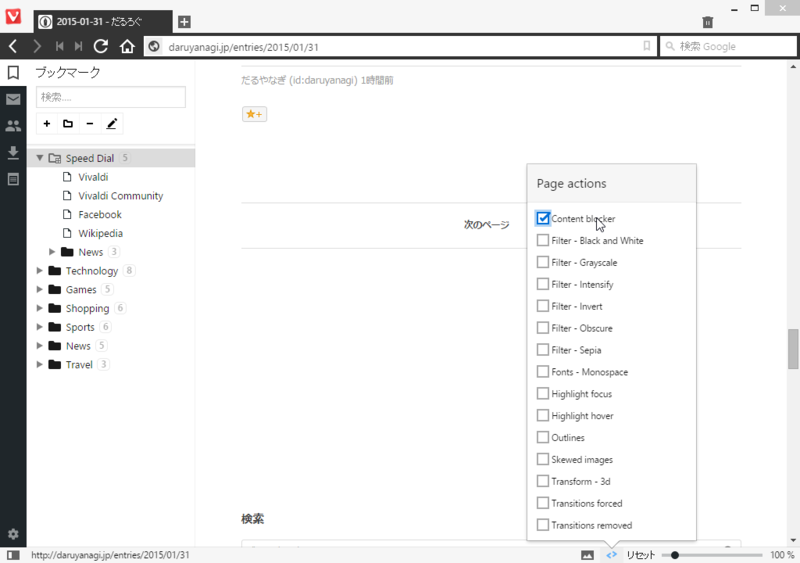 2015-01-31 - だるろぐ
daruyanagi.jp/entries/2015/01/31
検索 Google
ブックマーク
検索....
Speed Dial 5
Vivaldi
Vivaldi Community
Facebook
Wikipedia
News 3
Technology 8
Games 5
Shopping 6
Sports 6
News 5
Travel 3
だるやなぎ (id:daruyanagi) 1時間前
次のページ
検索
Page actions
Content blocker
Filter - Black and White
Filter - Grayscale
Filter - Intensify
Filter - Invert
Filter - Obscure
Filter - Sepia
Fonts - Monospace
Highlight focus
Highlight hover
Outlines
Skewed images
Transform - 3d
Transitions forced
Transitions removed
http://daruyanagi.jp/entries/2015/01/31
リセット
100 %